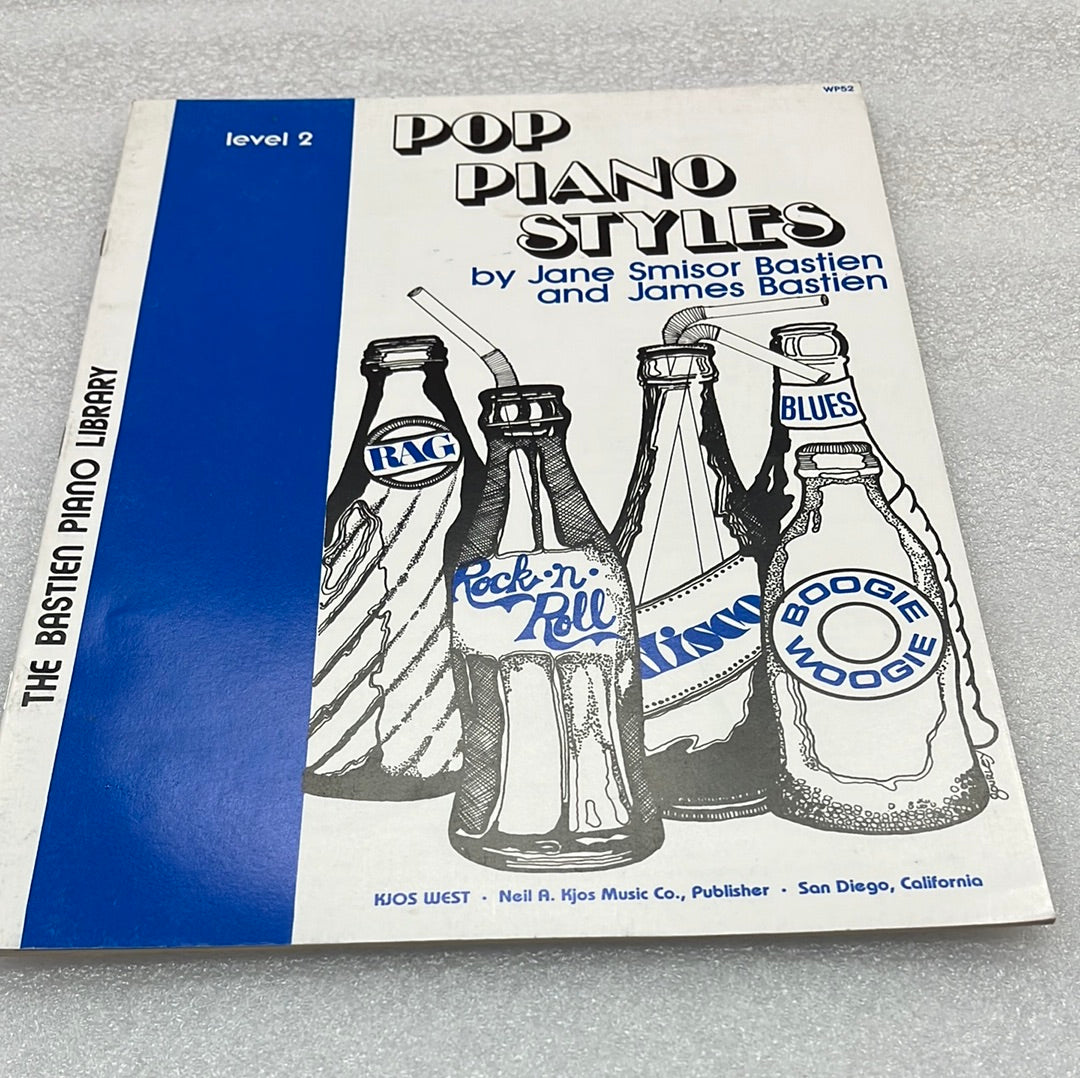 WP52
level 2
POP
PIANO
STYLES
by Jane Smisor Bastien
and James Bastien
THE BASTIEN PIANO LIBRARY
RAG
Rock·n·
Roll
Disco
BLUES
BOOGIE
WOOGIE
KJOS WEST · Neil A. Kjos Music Co., Publisher · San Diego, California